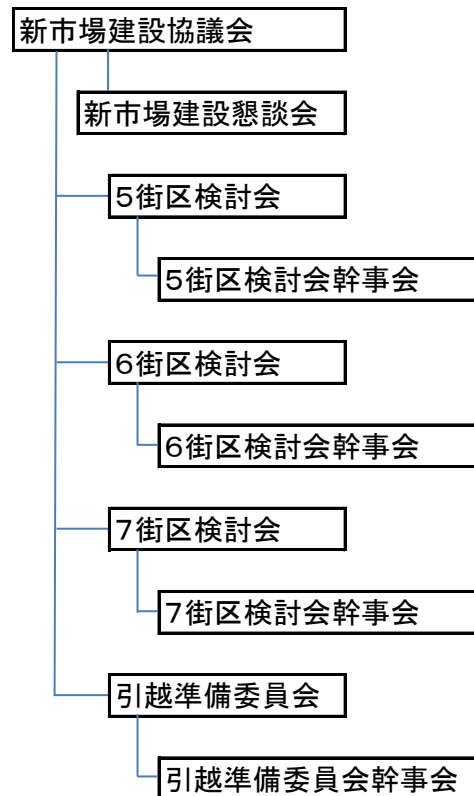 新市場建設協議会
新市場建設懇談会
５街区検討会
５街区検討会幹事会
６街区検討会
６街区検討会幹事会
７街区検討会
７街区検討会幹事会
引越準備委員会
引越準備委員会幹事会